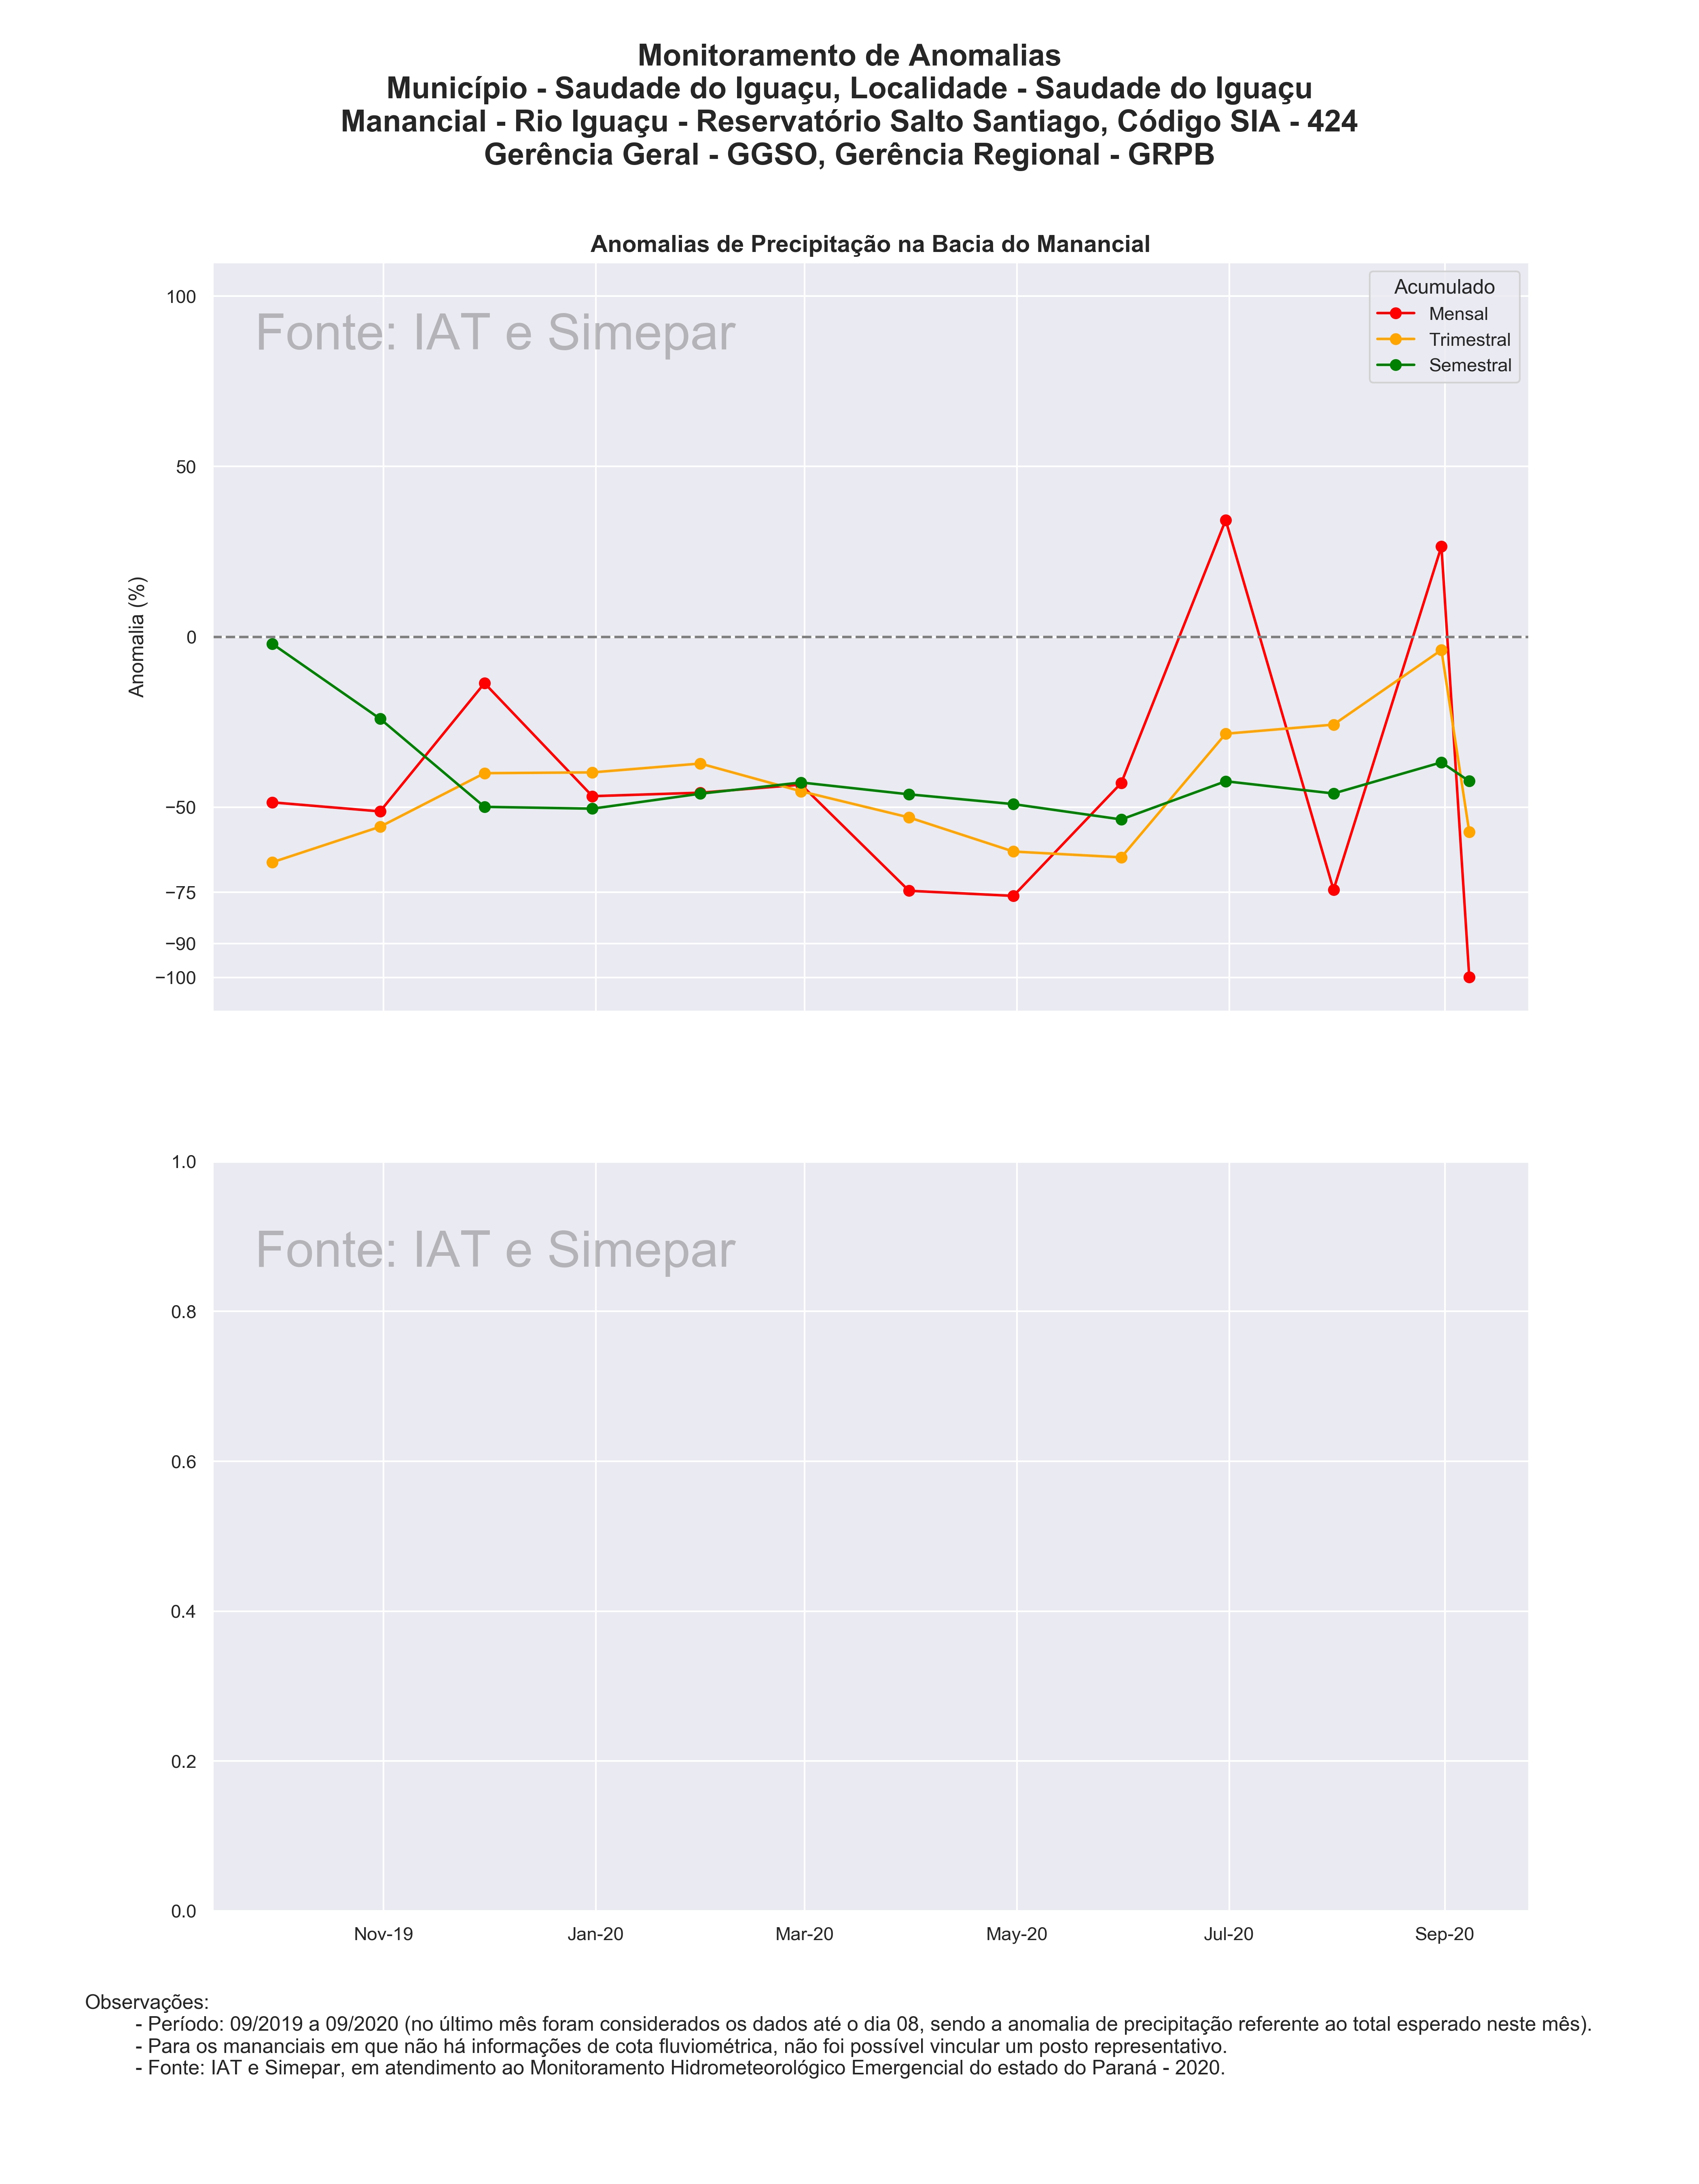 Monitoramento de Anomalias
Município - Saudade do Iguaçu, Localidade - Saudade do Iguaçu
Manancial - Rio Iguaçu - Reservatório Salto Santiago, Código SIA - 424
Gerência Geral - GGSO, Gerência Regional - GRPB
Anomalias de Precipitação na Bacia do Manancial
Fonte: IAT e Simepar
Acumulado
Mensal
Trimestral
Semestral
Anomalia (%)
100
50
0
−50
−75
−90
−100
Fonte: IAT e Simepar
1.0
0.8
0.6
0.4
0.2
0.0
Nov-19 Jan-20 Mar-20 May-20 Jul-20 Sep-20
Observações:
- Período: 09/2019 a 09/2020 (no último mês foram considerados os dados até o dia 08, sendo a anomalia de precipitação referente ao total esperado neste mês).
- Para os mananciais em que não há informações de cota fluviométrica, não foi possível vincular um posto representativo.
- Fonte: IAT e Simepar, em atendimento ao Monitoramento Hidrometeorológico Emergencial do estado do Paraná - 2020.